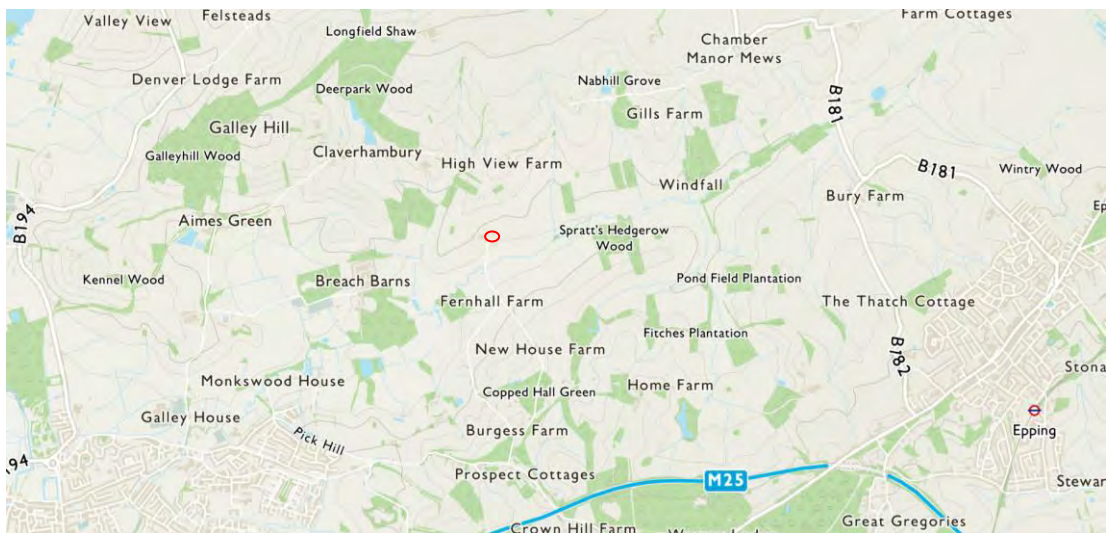 Felsteads
Valley View
Farm Cottages
Longfield Shaw
Chamber
Manor Mews
Denver Lodge Farm
Nabhill Grove
Deerpark Wood
B181
Gills Farm
Galley Hill
Claverhambury
Galleyhill Wood
High View Farm
B181
Wintry Wood
Windfall
Bury Farm
Ep
Aimes Green
B194
Spratt's Hedgerow
Wood
Kennel Wood
Breach Barns
Pond Field Plantation
Fernhall Farm
The Thatch Cottage
Fitches Plantation
New House Farm
B182
Stona
Monkswood House
Copped Hall Green
Home Farm
Galley House
Pick Hill
Burgess Farm
Epping
94
Prospect Cottages
M25
Stewar
Crown Hill Farm
Great Gregories